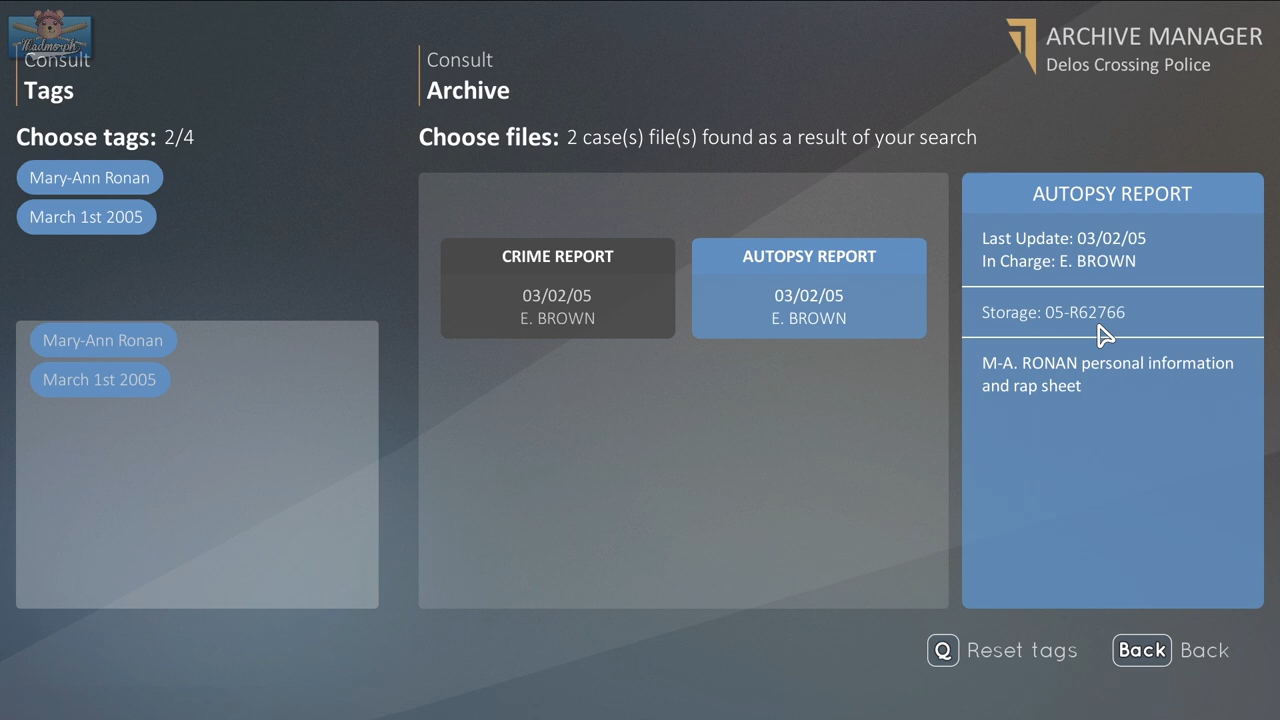 Madmorph
Consult
Tags
Choose tags: 2/4
Mary-Ann Ronan
March 1st 2005
Mary-Ann Ronan
March 1st 2005
Consult
Archive
Choose files: 2 case(s) file(s) found as a result of your search
CRIME REPORT
03/02/05
E. BROWN
AUTOPSY REPORT
03/02/05
E. BROWN
ARCHIVE MANAGER
Delos Crossing Police
AUTOPSY REPORT
Last Update: 03/02/05
In Charge: E. BROWN
Storage: 05-R62766
M-A. RONAN personal information
and rap sheet
Q Reset tags
Back Back